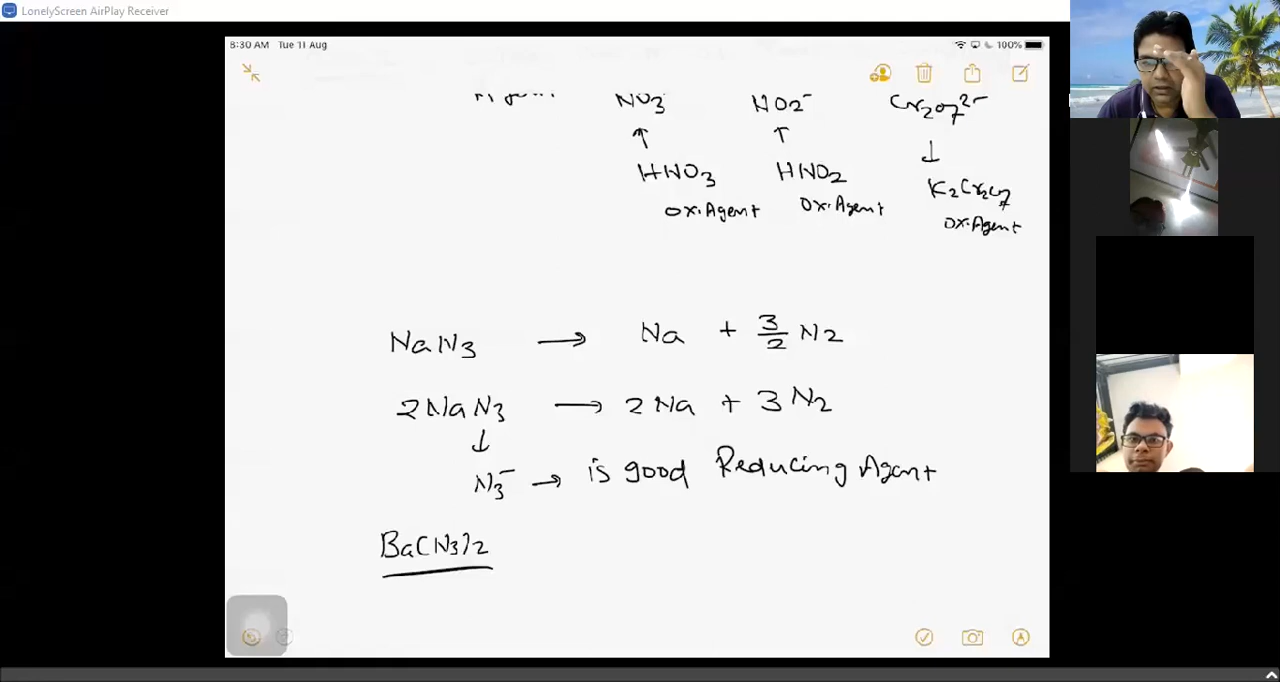 LonelyScreen AirPlay Receiver
8:30 AM Tue 11 Aug
100%
Agent NO3⁻ NO2⁻ Cr2O7²⁻
↑ ↑ ↓
HNO3 HNO2 K2Cr2O7
ox.Agent ox.Agent ox.Agent
NaN3 → Na + 3/2 N2
2NaN3 → 2Na + 3N2
↓
N3⁻ → is good Reducing Agent
Ba(N3)2